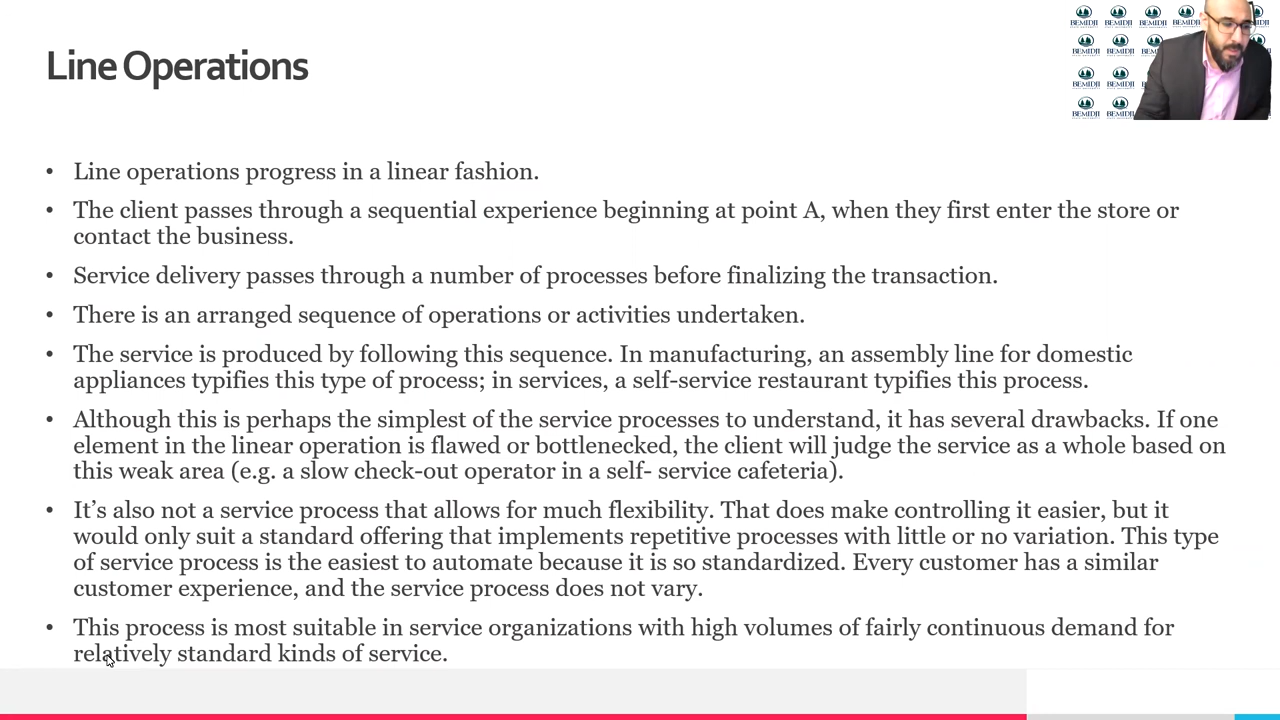 Line Operations
BEMIDJI BEMIDJI BEMIDJI BEMIDJI
BEMIDJI BEMIDJI
BEMIDJI BEMIDJI
BEMIDJI BEMIDJI
• Line operations progress in a linear fashion.
• The client passes through a sequential experience beginning at point A, when they first enter the store or
contact the business.
• Service delivery passes through a number of processes before finalizing the transaction.
• There is an arranged sequence of operations or activities undertaken.
• The service is produced by following this sequence. In manufacturing, an assembly line for domestic
appliances typifies this type of process; in services, a self-service restaurant typifies this process.
• Although this is perhaps the simplest of the service processes to understand, it has several drawbacks. If one
element in the linear operation is flawed or bottlenecked, the client will judge the service as a whole based on
this weak area (e.g. a slow check-out operator in a self- service cafeteria).
• It’s also not a service process that allows for much flexibility. That does make controlling it easier, but it
would only suit a standard offering that implements repetitive processes with little or no variation. This type
of service process is the easiest to automate because it is so standardized. Every customer has a similar
customer experience, and the service process does not vary.
• This process is most suitable in service organizations with high volumes of fairly continuous demand for
relatively standard kinds of service.